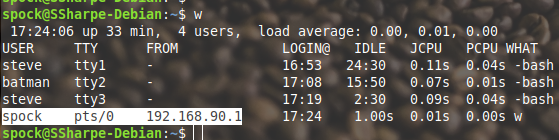 spock@SSharpe-Debian:~$ w
17:24:06 up 33 min, 4 users, load average: 0.00, 0.01, 0.00
USER TTY FROM LOGIN@ IDLE JCPU PCPU WHAT
steve tty1 - 16:53 24:30 0.11s 0.04s -bash
batman tty2 - 17:08 15:50 0.07s 0.01s -bash
steve tty3 - 17:19 2:30 0.09s 0.04s -bash
spock pts/0 192.168.90.1 17:24 1.00s 0.01s 0.00s w
spock@SSharpe-Debian:~$